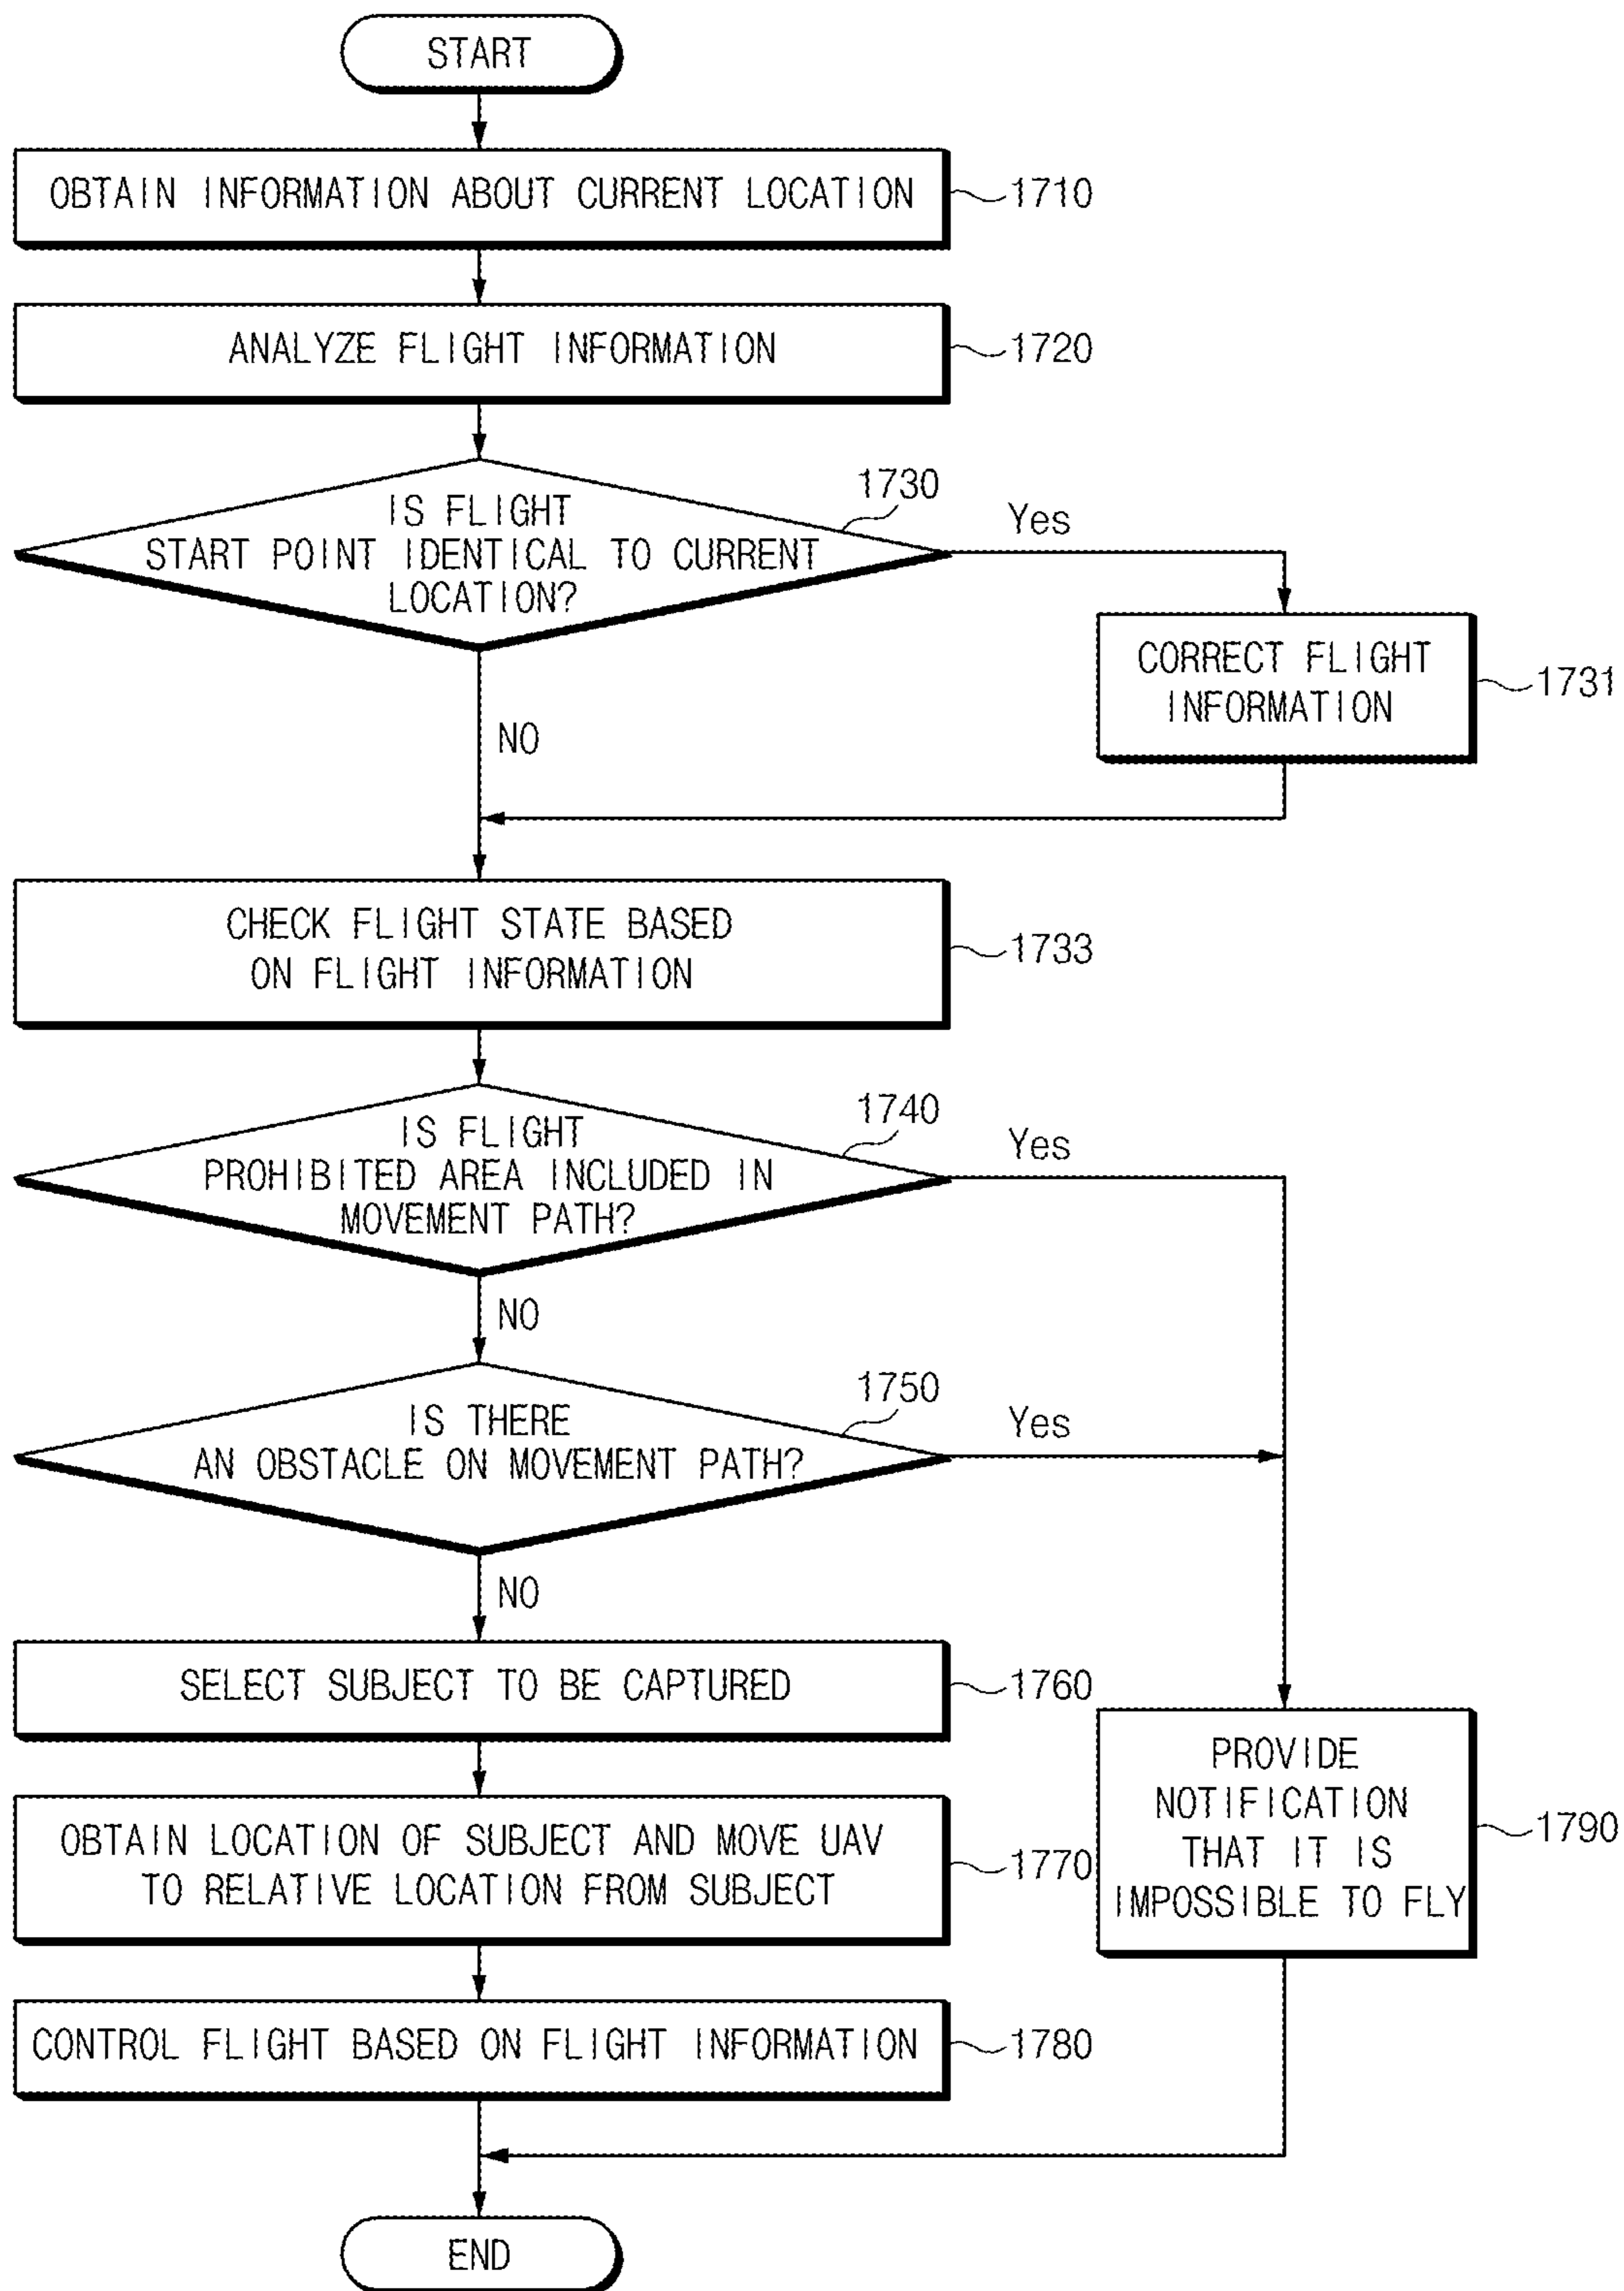 START
OBTAIN INFORMATION ABOUT CURRENT LOCATION
1710
ANALYZE FLIGHT INFORMATION
1720
IS FLIGHT
START POINT IDENTICAL TO CURRENT
LOCATION?
1730
Yes
CORRECT FLIGHT
INFORMATION
1731
NO
CHECK FLIGHT STATE BASED
ON FLIGHT INFORMATION
1733
IS FLIGHT
PROHIBITED AREA INCLUDED IN
MOVEMENT PATH?
1740
Yes
NO
IS THERE
AN OBSTACLE ON MOVEMENT PATH?
1750
Yes
NO
SELECT SUBJECT TO BE CAPTURED
1760
OBTAIN LOCATION OF SUBJECT AND MOVE UAV
TO RELATIVE LOCATION FROM SUBJECT
1770
PROVIDE
NOTIFICATION
THAT IT IS
IMPOSSIBLE TO FLY
1790
CONTROL FLIGHT BASED ON FLIGHT INFORMATION
1780
END